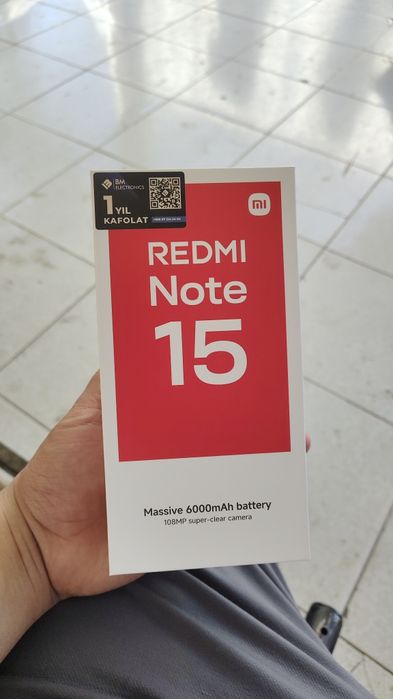 BM
ELECTRONICS
1 YIL
KAFOLAT
mi
REDMI
Note
15
Massive 6000mAh battery
108MP super-clear camera